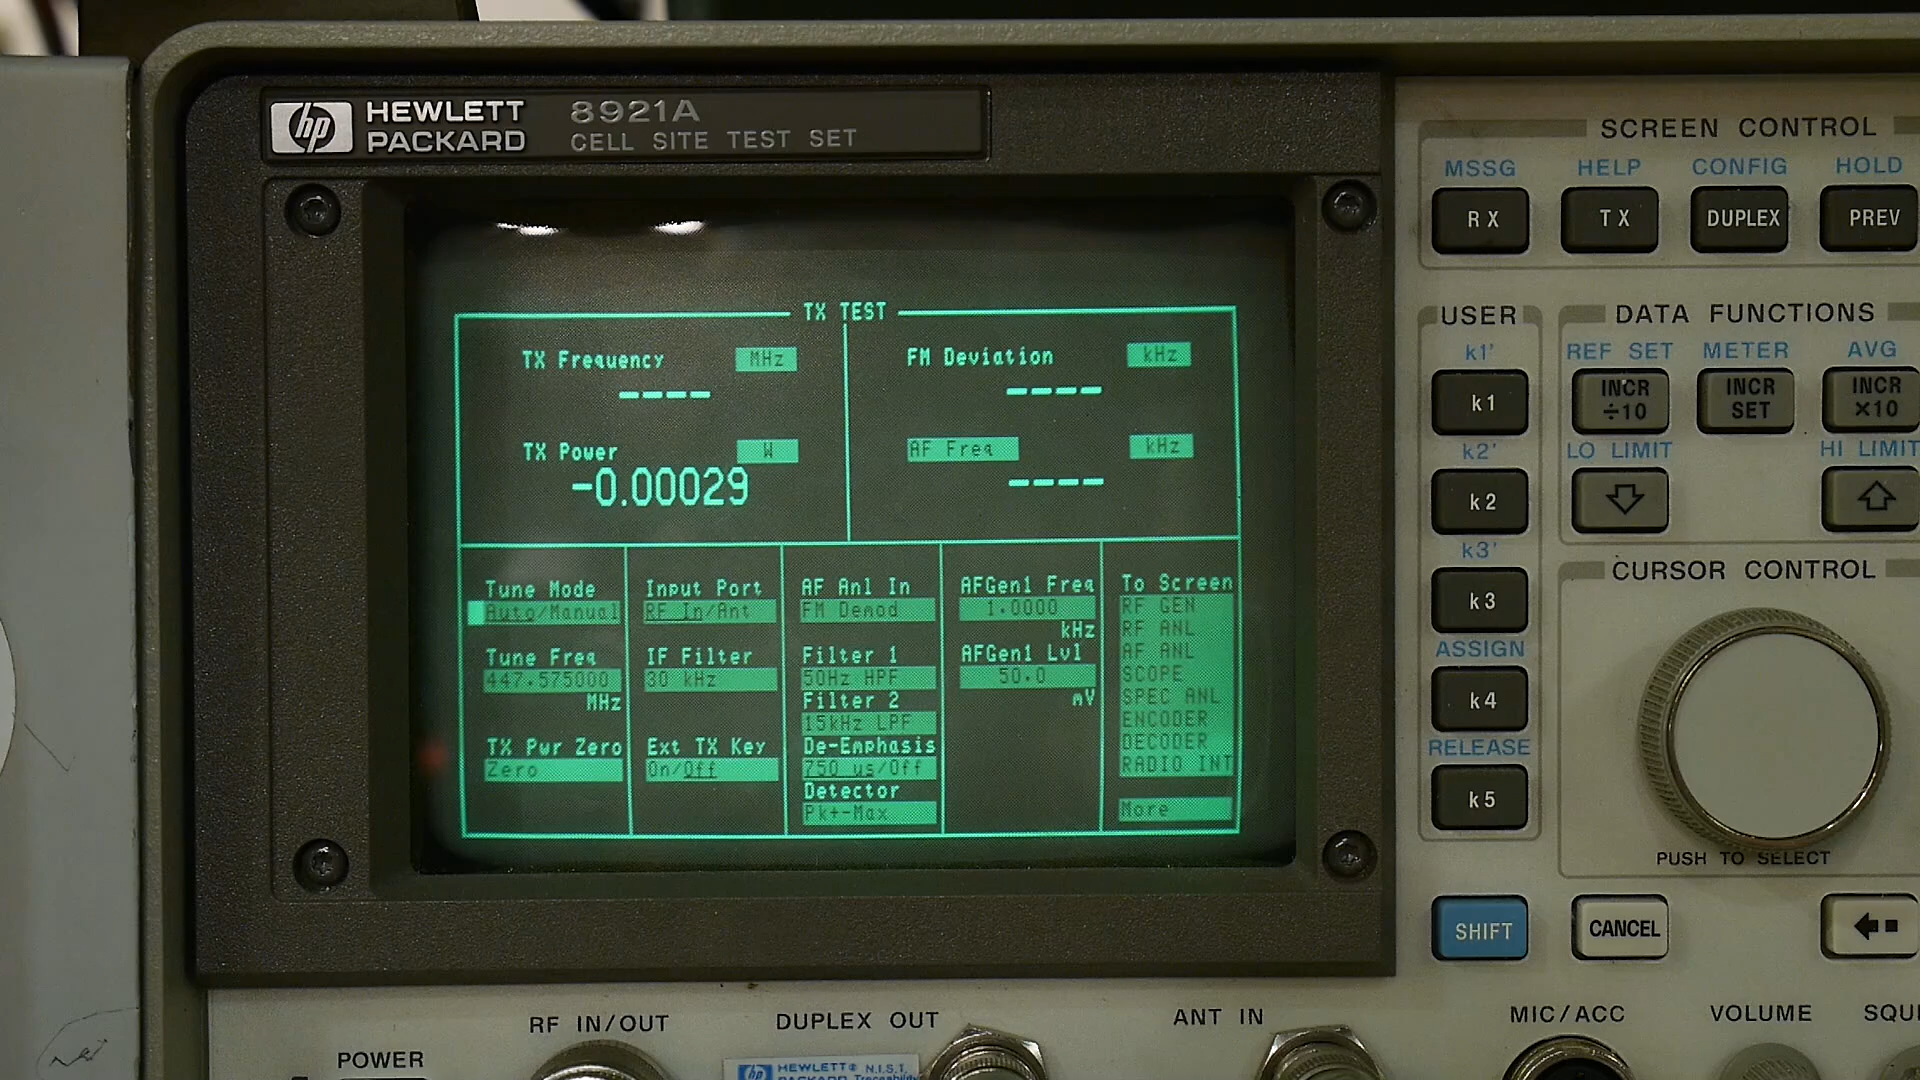 hp HEWLETT PACKARD 8921A
CELL SITE TEST SET
TX TEST
TX Frequency MHz
----
FM Deviation kHz
----
TX Power W
-0.00029
AF Freq kHz
----
Tune Mode
Auto/Manual
Tune Freq
447.575000
MHz
TX Pwr Zero
Zero
Input Port
RF In/Ant
IF Filter
30 kHz
Ext TX Key
On/Off
AF Anl In
FM Demod
Filter 1
50Hz HPF
Filter 2
15kHz LPF
De-Emphasis
750 us/Off
Detector
Pk+-Max
AFGen1 Freq
1.0000
kHz
AFGen1 Lvl
50.0
mV
To Screen
RF GEN
RF ANL
AF ANL
SCOPE
SPEC ANL
ENCODER
DECODER
RADIO INT
More
SCREEN CONTROL
MSSG HELP CONFIG HOLD
RX TX DUPLEX PREV
USER
k1'
k1
k2'
k2
k3'
k3
ASSIGN
k4
RELEASE
k5
DATA FUNCTIONS
REF SET METER AVG
INCR ÷10 INCR SET INCR ×10
LO LIMIT HI LIMIT
CURSOR CONTROL
PUSH TO SELECT
SHIFT CANCEL
POWER
RF IN/OUT
DUPLEX OUT
ANT IN
MIC/ACC
VOLUME
SQU
hp HEWLETT® N.I.S.T.
PACKARD Traceability